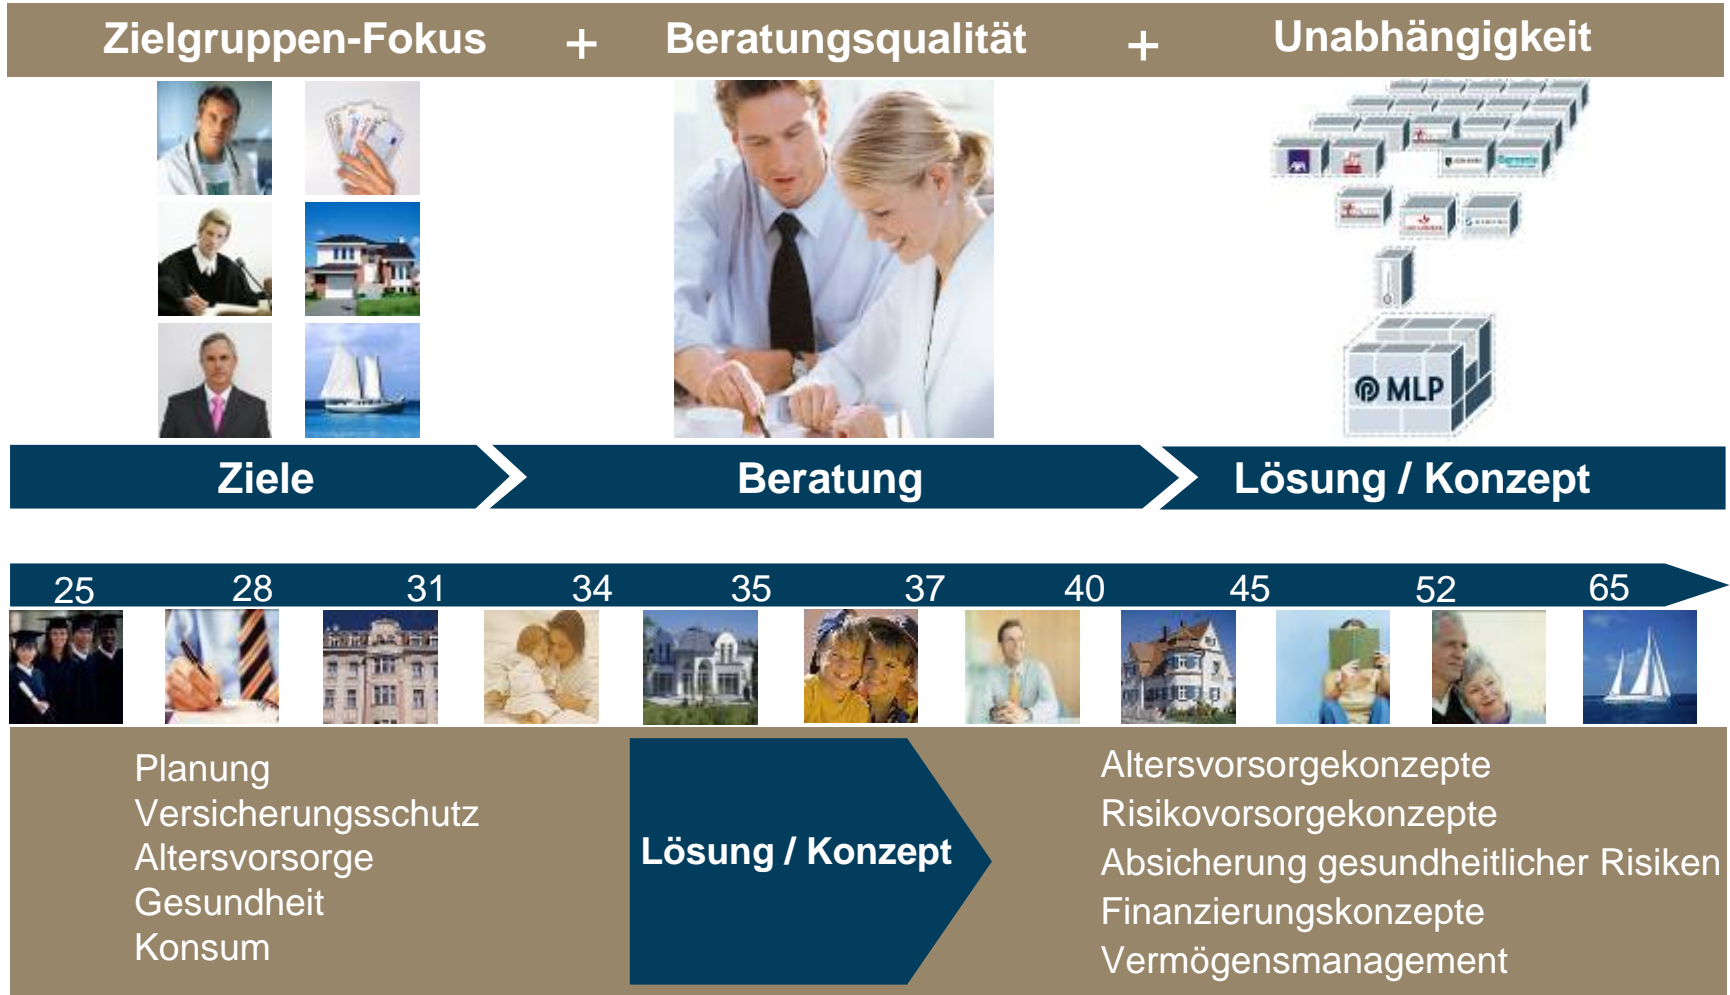 Zielgruppen-Fokus + Beratungsqualität + Unabhängigkeit
MLP
Ziele Beratung Lösung / Konzept
25 28 31 34 35 37 40 45 52 65
Planung
Versicherungsschutz
Altersvorsorge
Gesundheit
Konsum
Lösung / Konzept
Altersvorsorgekonzepte
Risikovorsorgekonzepte
Absicherung gesundheitlicher Risiken
Finanzierungskonzepte
Vermögensmanagement